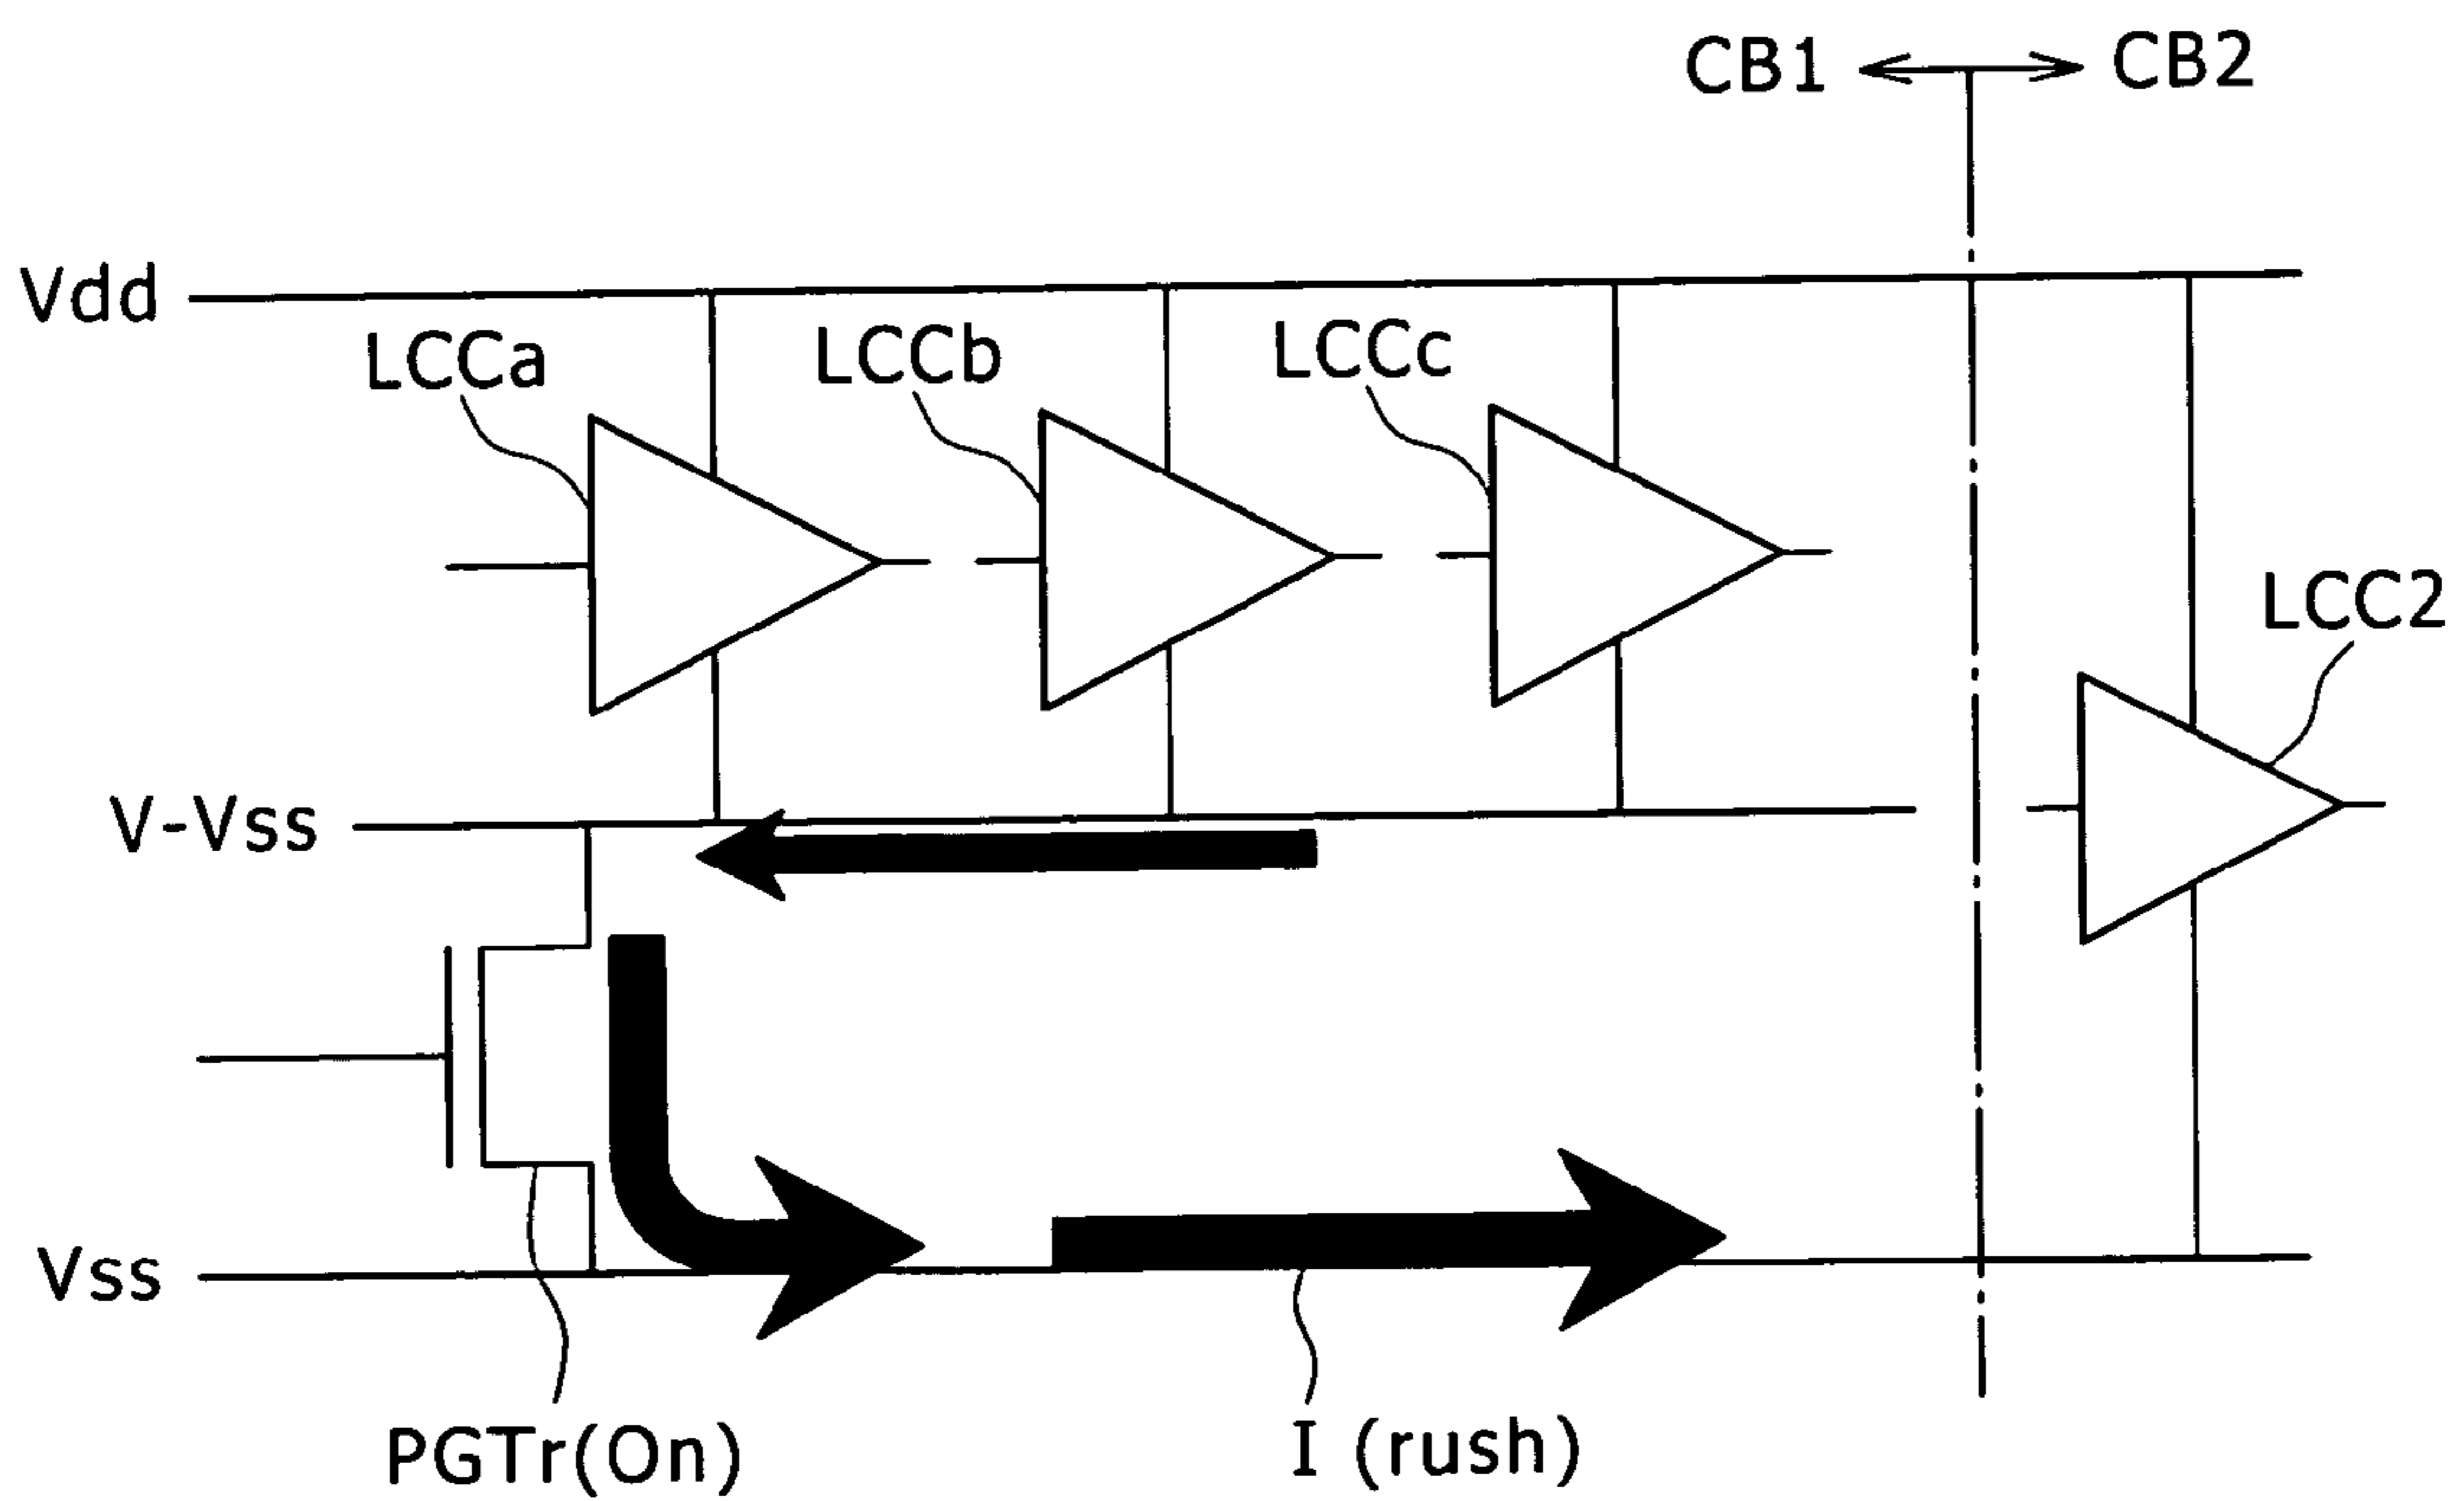 CB1
CB2
Vdd
LCCa
LCCb
LCCc
LCC2
V-Vss
Vss
PGTr(On)
I (rush)